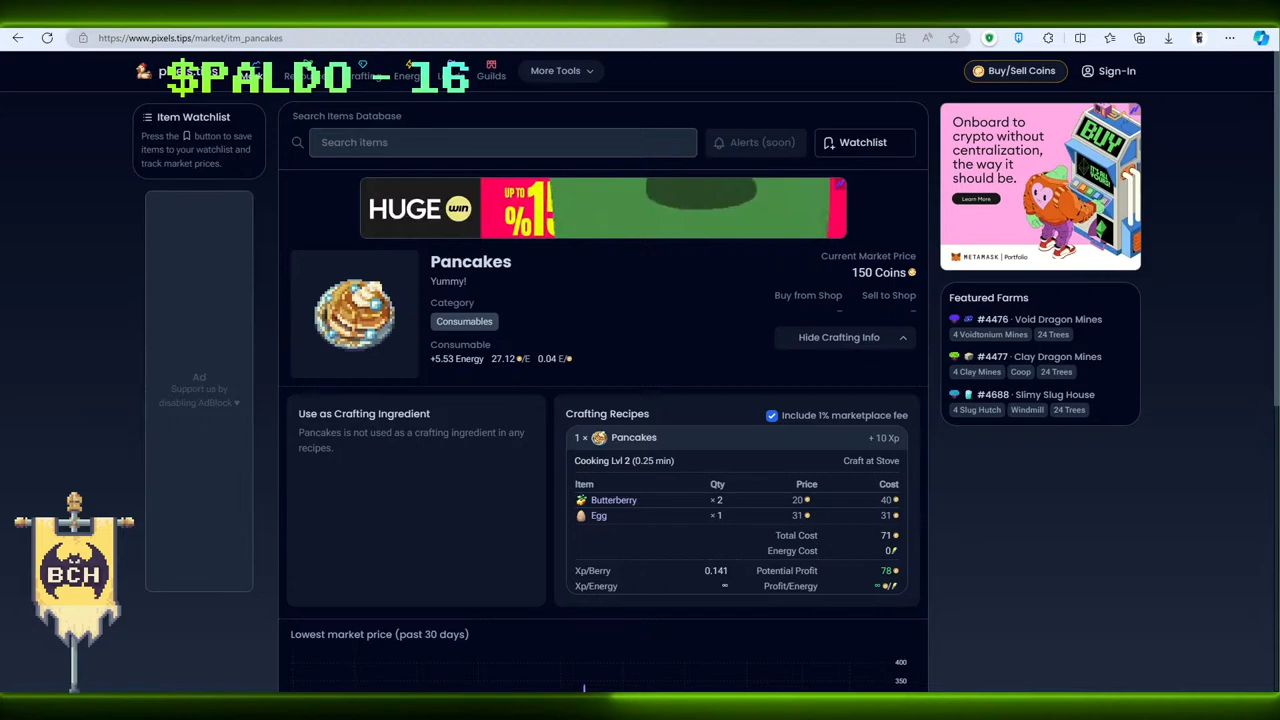 https://www.pixels.tips/market/itm_pancakes
$PALDO - 16
Guilds
More Tools
Buy/Sell Coins
Sign-In
Item Watchlist
Press the button to save
items to your watchlist and
track market prices.
Ad
Support us by
disabling AdBlock ♥
Search Items Database
Search items
Alerts (soon)
Watchlist
HUGE win
UP TO
%1
Pancakes
Yummy!
Category
Consumables
Consumable
+5.53 Energy 27.12 /E 0.04 E/
Current Market Price
150 Coins
Buy from Shop Sell to Shop
– –
Hide Crafting Info
Use as Crafting Ingredient
Pancakes is not used as a crafting ingredient in any
recipes.
Crafting Recipes
Include 1% marketplace fee
1 × Pancakes + 10 Xp
Cooking Lvl 2 (0.25 min) Craft at Stove
Item Qty Price Cost
Butterberry × 2 20 40
Egg × 1 31 31
Total Cost 71
Energy Cost 0
Xp/Berry 0.141 Potential Profit 78
Xp/Energy ∞ Profit/Energy ∞ /
Lowest market price (past 30 days)
400
350
Onboard to
crypto without
centralization,
the way it
should be.
Learn More
BUY
METAMASK | Portfolio
Featured Farms
#4476 · Void Dragon Mines
4 Voidtonium Mines 24 Trees
#4477 · Clay Dragon Mines
4 Clay Mines Coop 24 Trees
#4688 · Slimy Slug House
4 Slug Hutch Windmill 24 Trees
BCH